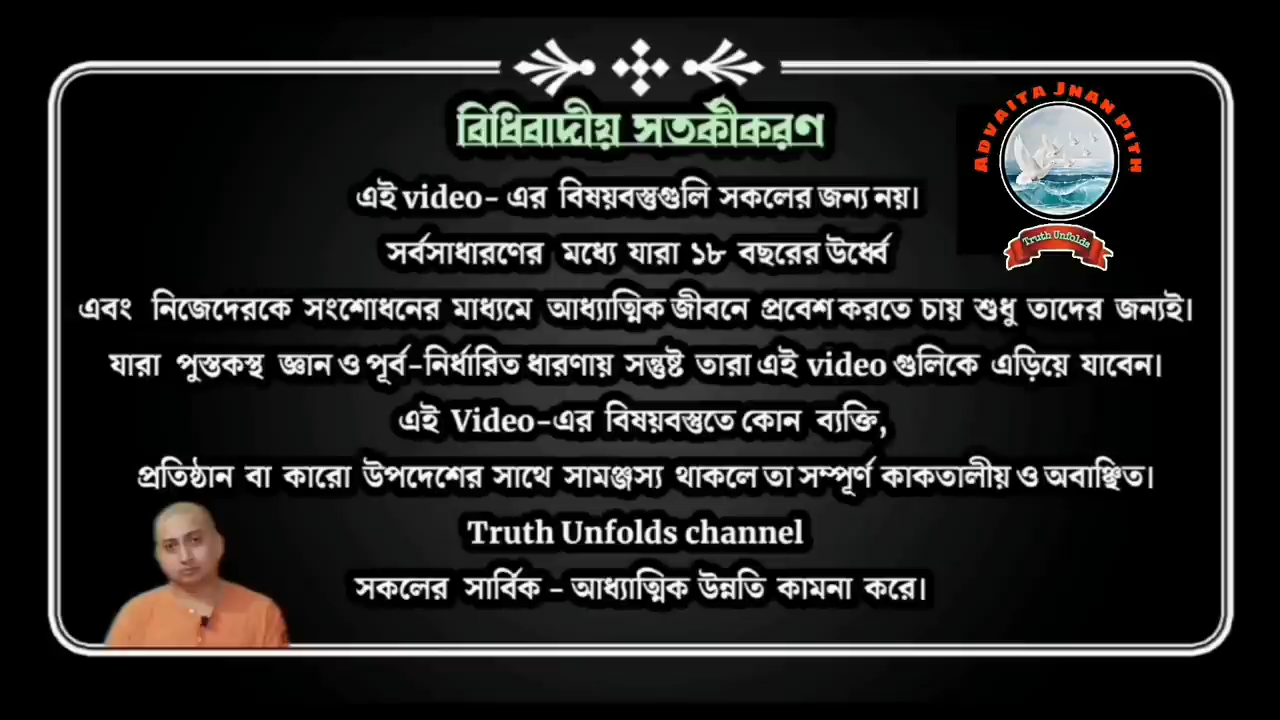 বিধিবাদীয় সতর্কীকরণ
ADVAITA JNAN PITH
Truth Unfolds
এই video- এর বিষয়বস্তুগুলি সকলের জন্য নয়।
সর্বসাধারণের মধ্যে যারা ১৮ বছরের উর্ধ্বে
এবং নিজেদেরকে সংশোধনের মাধ্যমে আধ্যাত্মিক জীবনে প্রবেশ করতে চায় শুধু তাদের জন্যই।
যারা পুস্তকস্থ জ্ঞান ও পূর্ব-নির্ধারিত ধারণায় সন্তুষ্ট তারা এই video গুলিকে এড়িয়ে যাবেন।
এই Video-এর বিষয়বস্তুতে কোন ব্যক্তি,
প্রতিষ্ঠান বা কারো উপদেশের সাথে সামঞ্জস্য থাকলে তা সম্পূর্ণ কাকতালীয় ও অবাঞ্ছিত।
Truth Unfolds channel
সকলের সার্বিক - আধ্যাত্মিক উন্নতি কামনা করে।